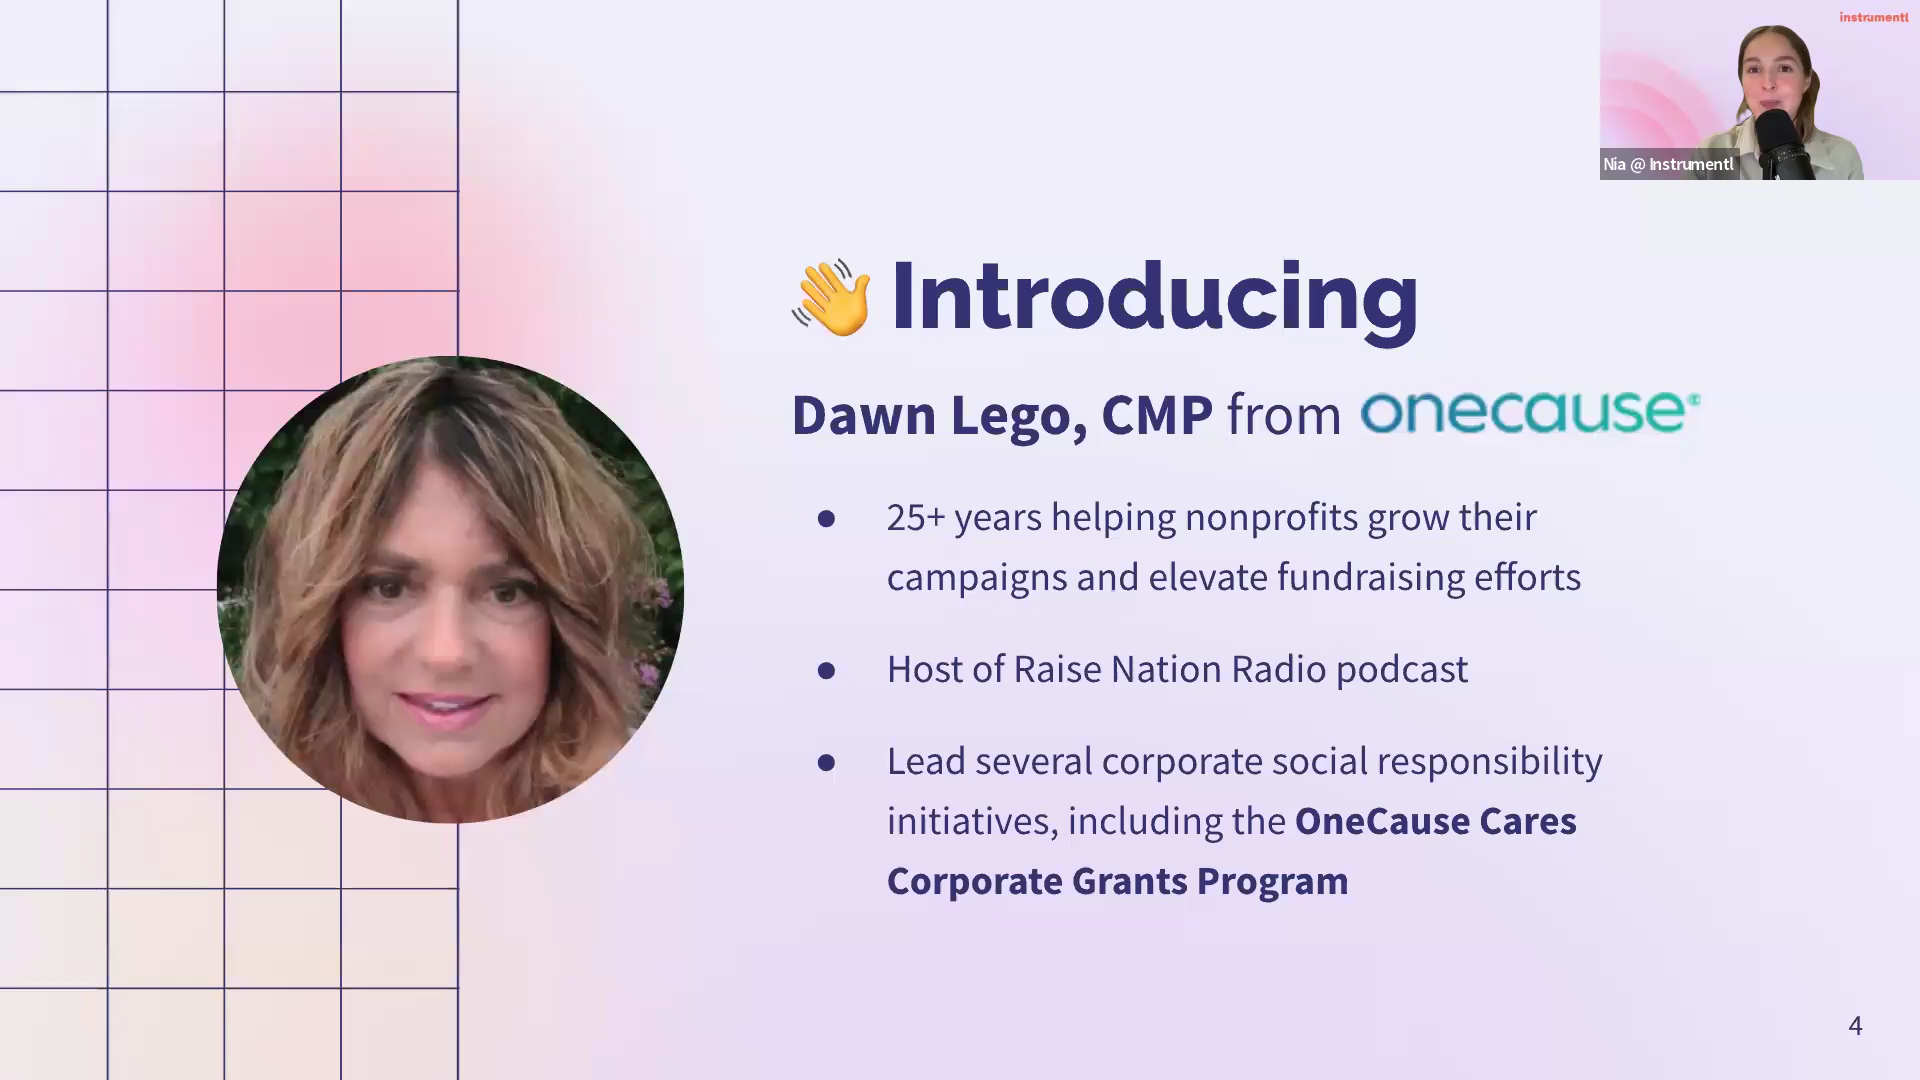 instrumentl
Nia @ Instrumentl
👋 Introducing
Dawn Lego, CMP from onecause®
● 25+ years helping nonprofits grow their
campaigns and elevate fundraising efforts
● Host of Raise Nation Radio podcast
● Lead several corporate social responsibility
initiatives, including the OneCause Cares
Corporate Grants Program
4